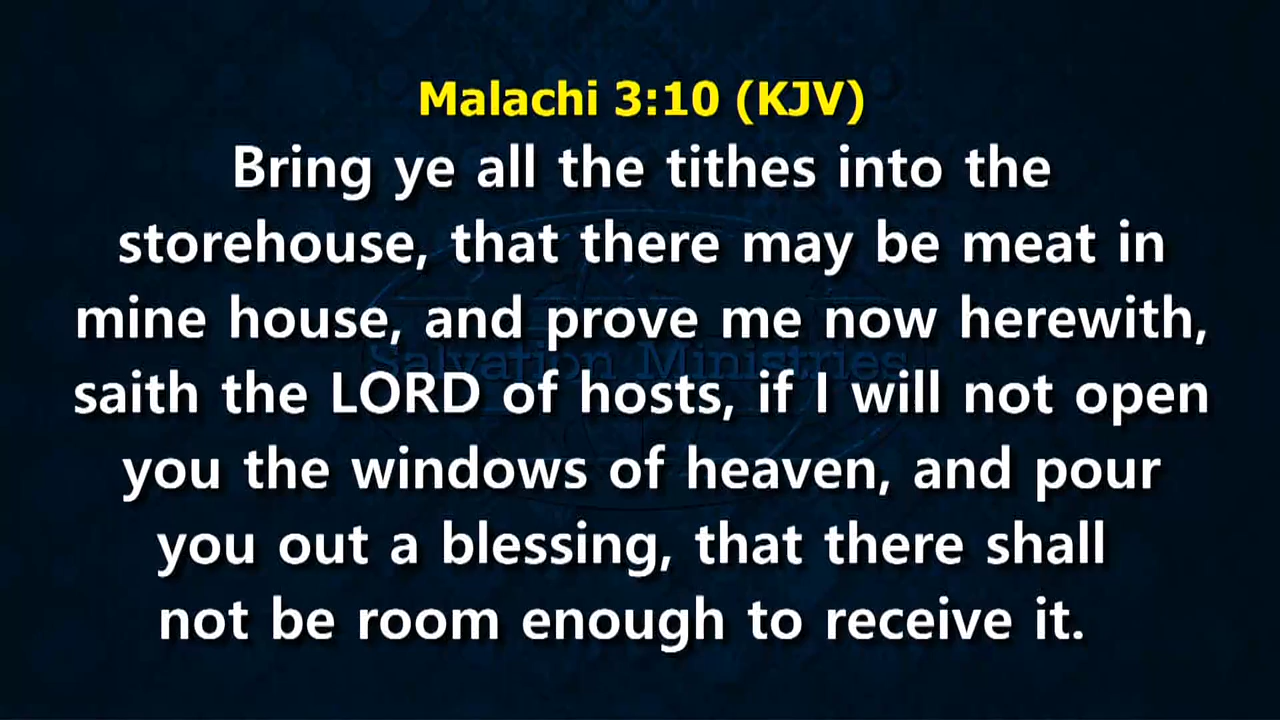 Malachi 3:10 (KJV)
Bring ye all the tithes into the
storehouse, that there may be meat in
mine house, and prove me now herewith,
Salvation Ministries
saith the LORD of hosts, if I will not open
you the windows of heaven, and pour
you out a blessing, that there shall
not be room enough to receive it.